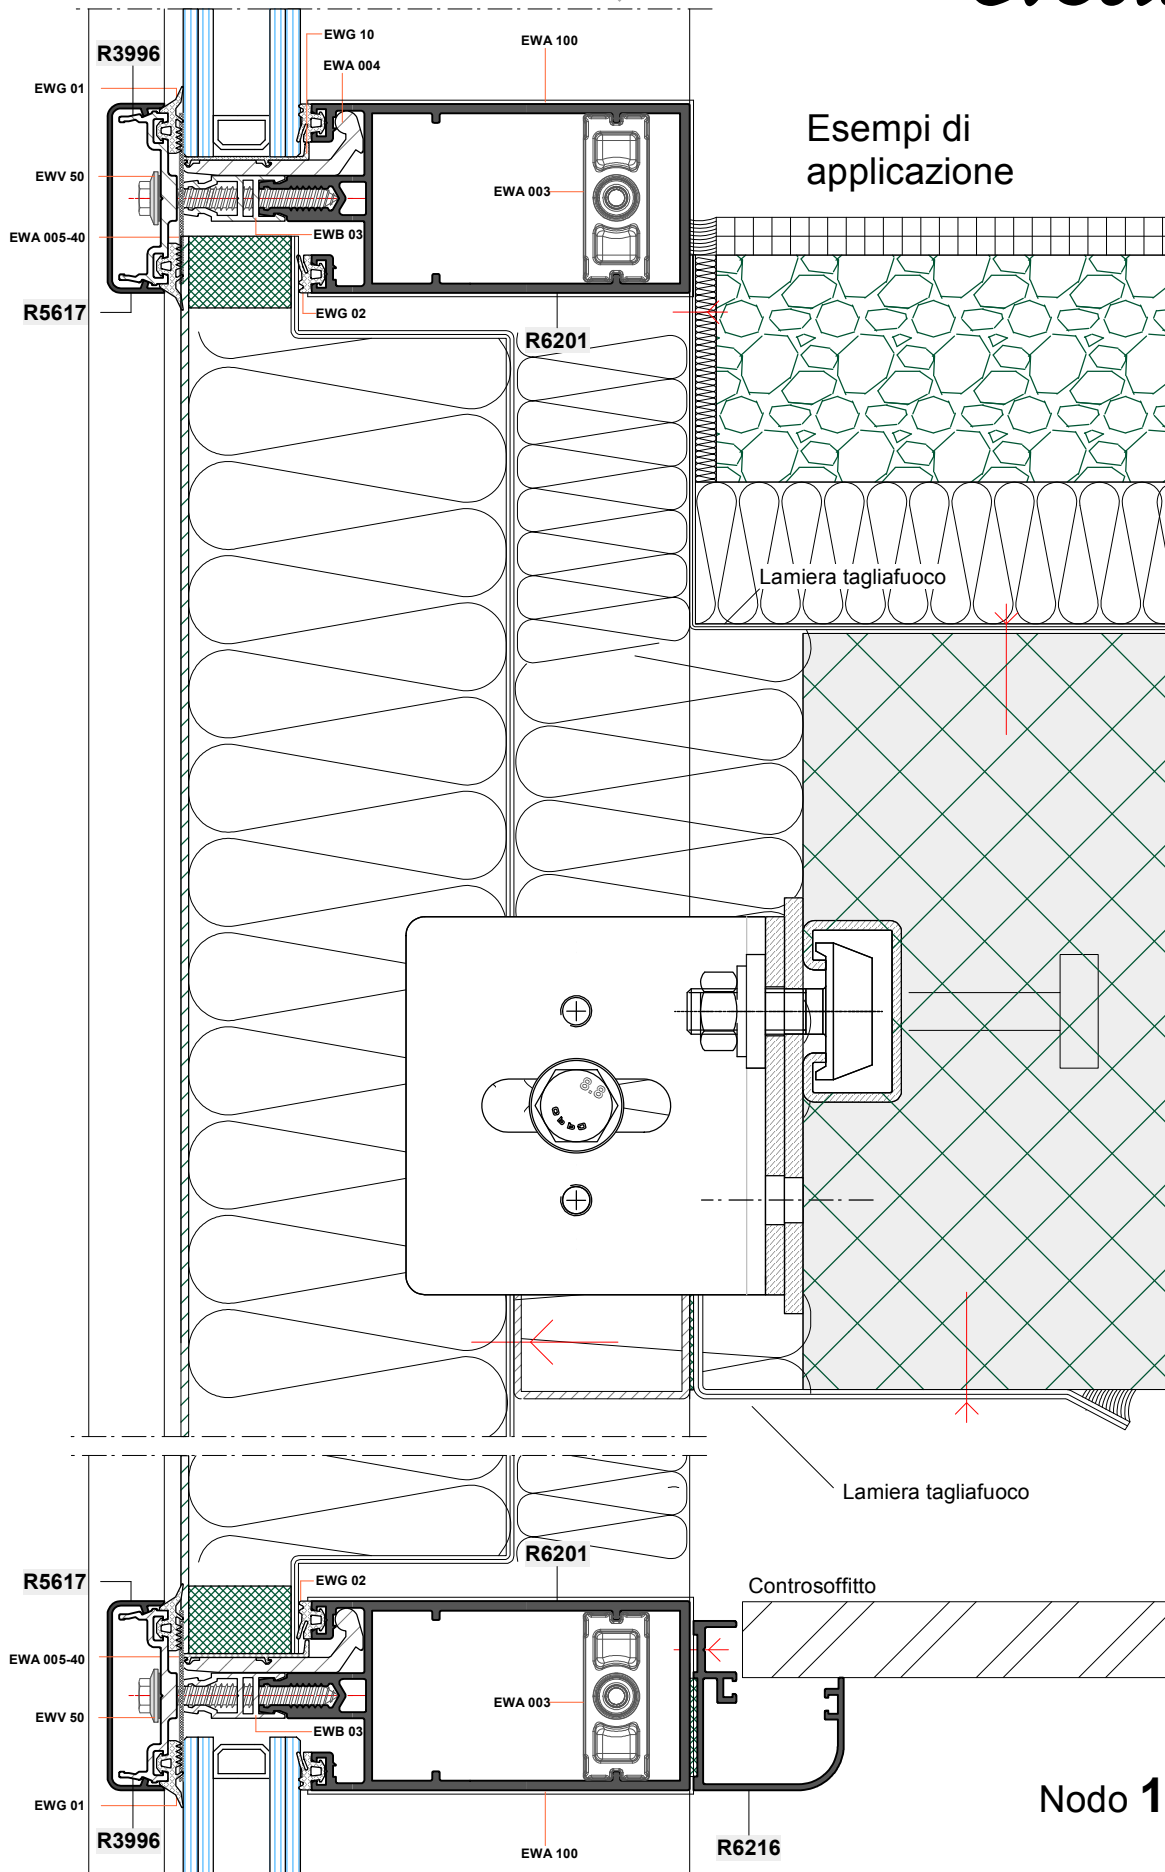 EWG 10
EWA 100
R3996
EWA 004
EWG 01
Esempi di
applicazione
EWV 50
EWA 003
EWA 005-40
EWB 03
R5617
EWG 02
R6201
Lamiera tagliafuoco
8.8
Lamiera tagliafuoco
R6201
R5617
EWG 02
Controsoffitto
EWA 005-40
EWA 003
EWV 50
EWB 03
EWG 01
Nodo 1
R3996
EWA 100
R6216